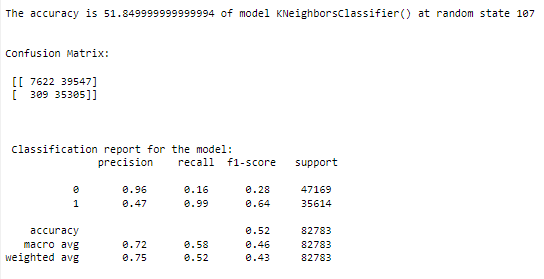 The accuracy is 51.849999999999994 of model KNeighborsClassifier() at random state 107
Confusion Matrix:
[[ 7622 39547]
[ 309 35305]]
Classification report for the model:
precision recall f1-score support
0 0.96 0.16 0.28 47169
1 0.47 0.99 0.64 35614
accuracy 0.52 82783
macro avg 0.72 0.58 0.46 82783
weighted avg 0.75 0.52 0.43 82783